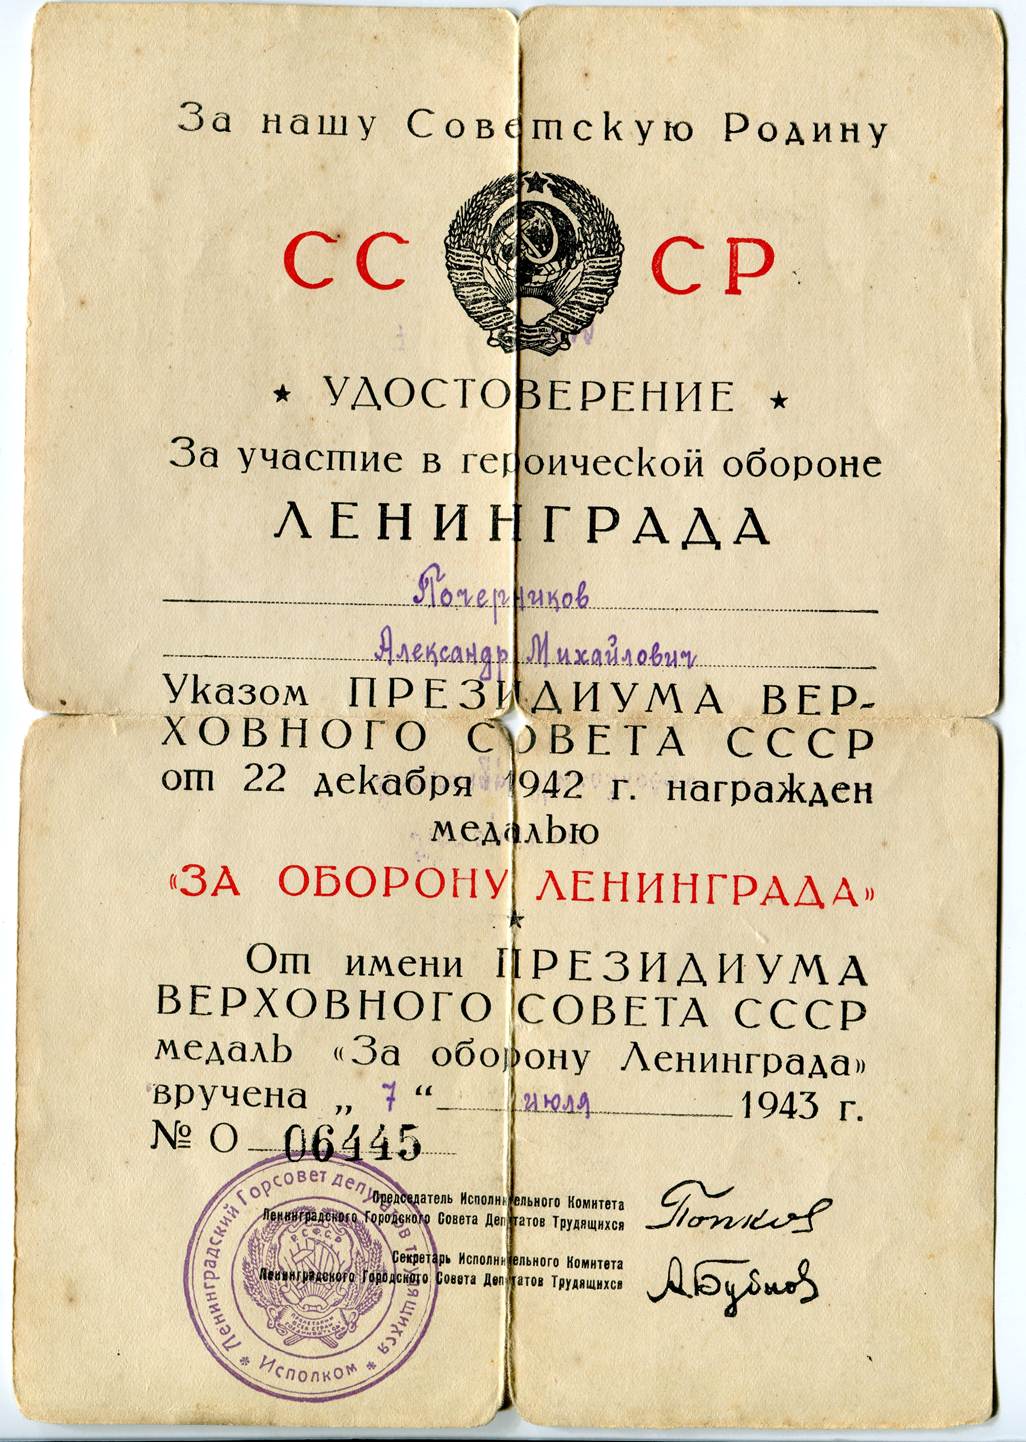 За нашу Советскую Родину
СС СР
УДОСТОВЕРЕНИЕ
За участие в героической обороне
ЛЕНИНГРАДА
Почерников
Александр Михайлович
Указом ПРЕЗИДИУМА ВЕР-
ХОВНОГО СОВЕТА СССР
от 22 декабря 1942 г. награжден
медалью
«ЗА ОБОРОНУ ЛЕНИНГРАДА»
От имени ПРЕЗИДИУМА
ВЕРХОВНОГО СОВЕТА СССР
медаль «За оборону Ленинграда»
вручена „ 7 “ июля 1943 г.
№ О 06445
Председатель Исполнительного Комитета
Ленинградского Городского Совета Депутатов Трудящихся
Попков
Секретарь Исполнительного Комитета
Ленинградского Городского Совета Депутатов Трудящихся
А Бубнов
Ленинградский Горсовет депутатов трудящихся
* Исполком *
РСФСР